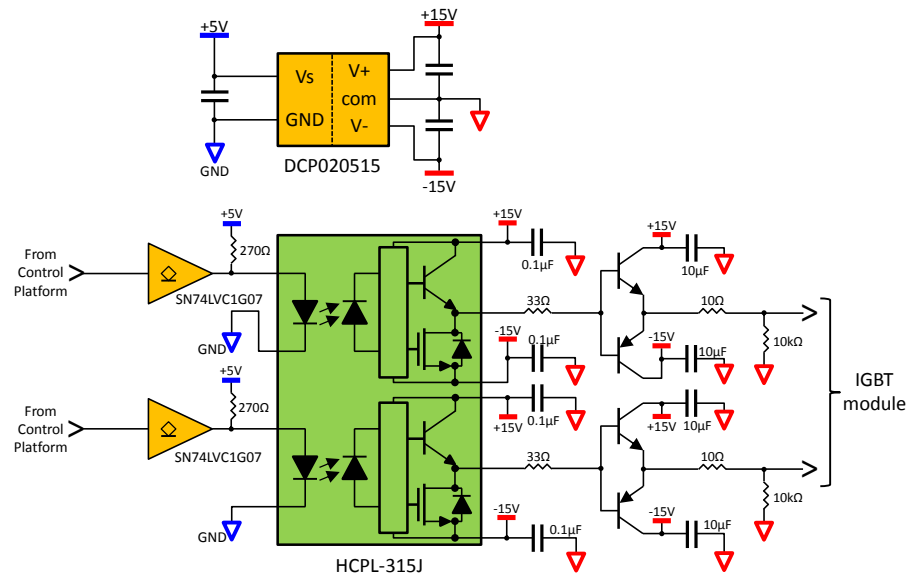 +5V
+15V
Vs
V+
com
GND
V-
GND
DCP020515
-15V
+5V
270Ω
From
Control
Platform
SN74LVC1G07
GND
+15V
0.1µF
+15V
10µF
33Ω
10Ω
10kΩ
-15V
0.1µF
-15V
10µF
+5V
270Ω
From
Control
Platform
SN74LVC1G07
GND
+15V
0.1µF
+15V
10µF
33Ω
10Ω
10kΩ
-15V
0.1µF
-15V
10µF
IGBT
module
HCPL-315J